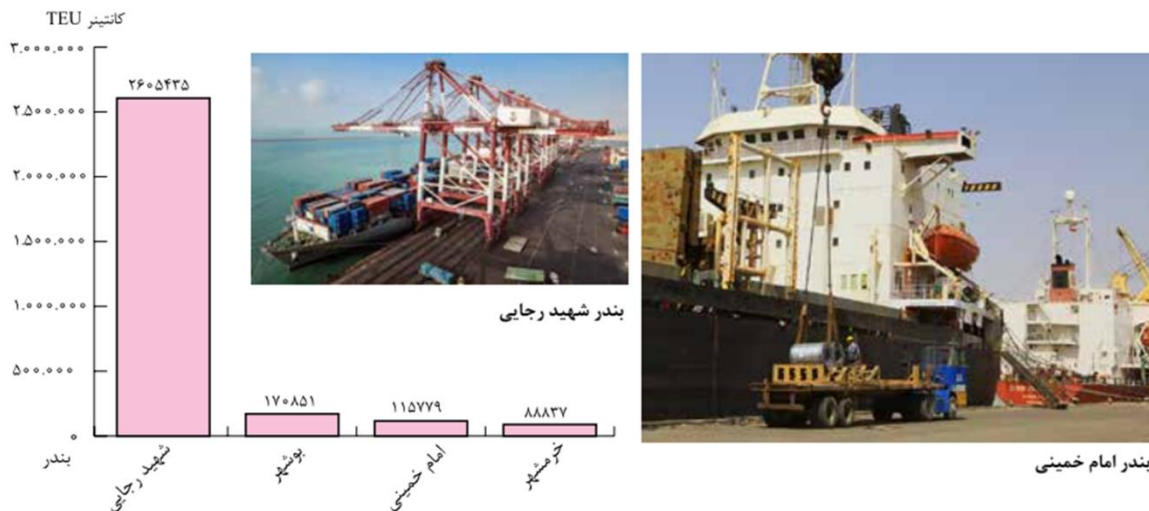 کانتینر TEU
۳.۰۰۰.۰۰۰
۲.۵۰۰.۰۰۰
۲.۰۰۰.۰۰۰
۱.۵۰۰.۰۰۰
۱.۰۰۰.۰۰۰
۵۰۰.۰۰۰
۰
۲۶۰۵۴۳۵
۱۷۰۸۵۱
۱۱۵۷۷۹
۸۸۸۳۷
بندر
شهید رجایی
بوشهر
امام خمینی
خرمشهر
بندر شهید رجایی
بندر امام خمینی